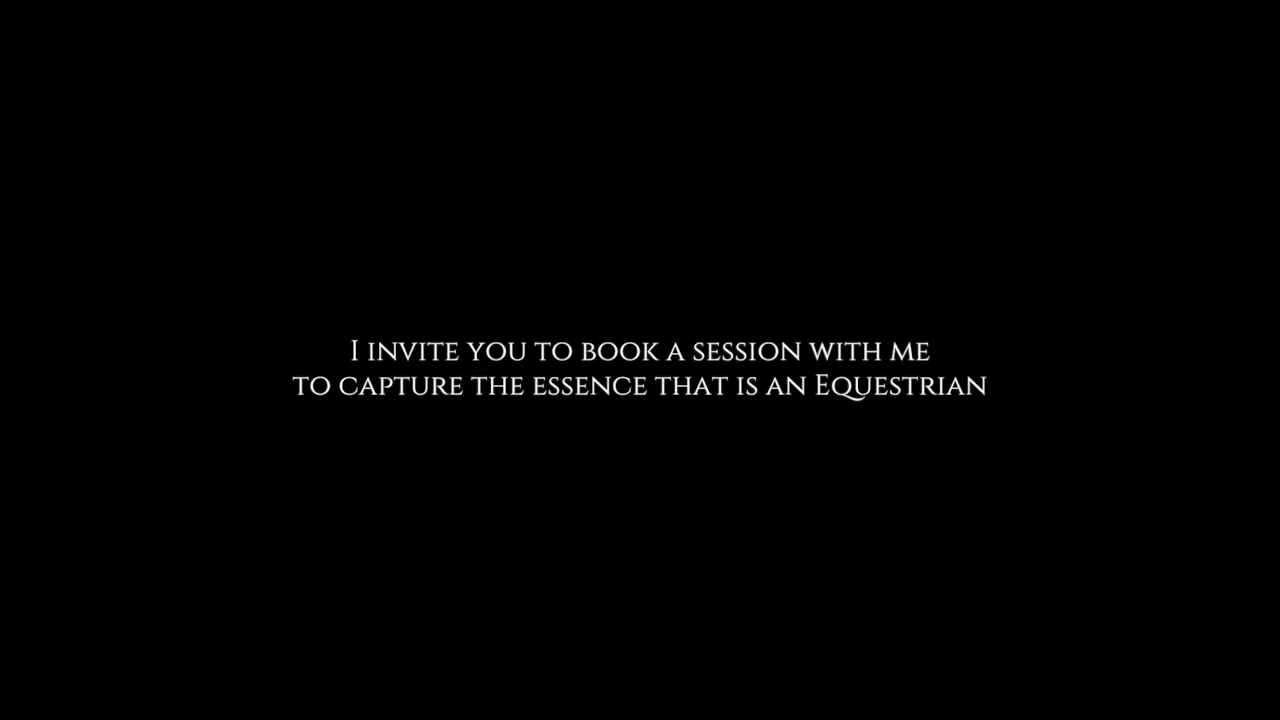 I invite you to book a session with me
to capture the essence that is an Equestrian